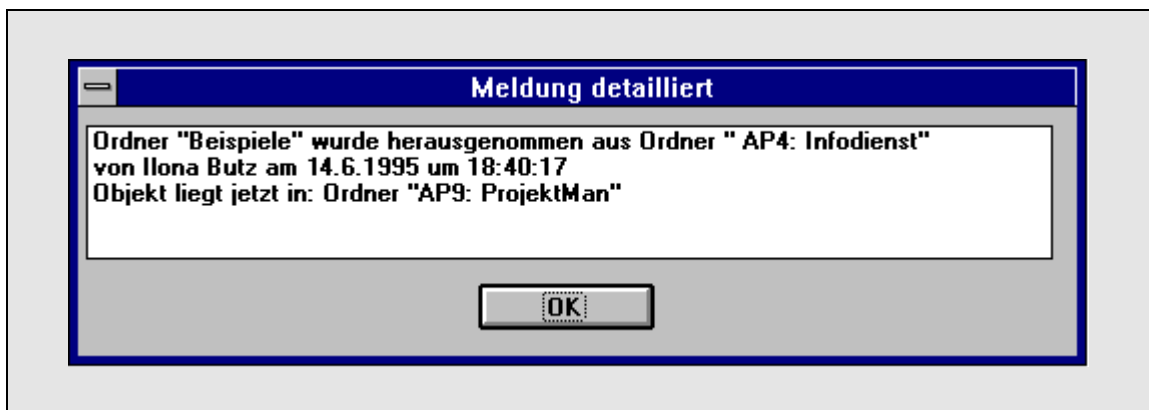 Meldung detailliert
Ordner "Beispiele" wurde herausgenommen aus Ordner " AP4: Infodienst"
von Ilona Butz am 14.6.1995 um 18:40:17
Objekt liegt jetzt in: Ordner "AP9: ProjektMan"
OK